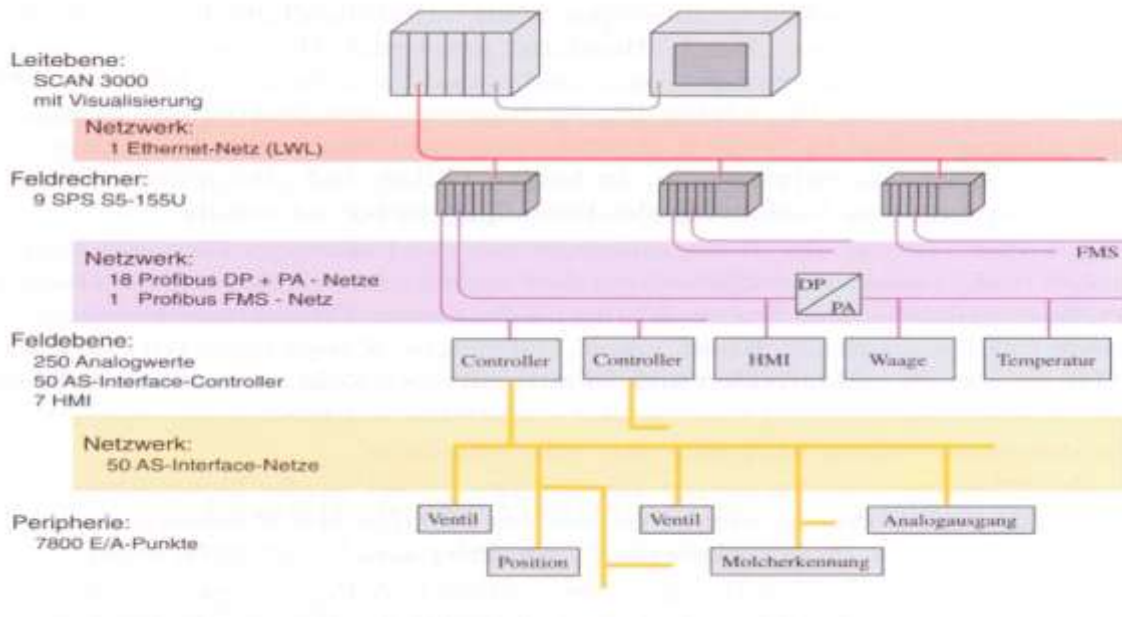 Leitebene:
SCAN 3000
mit Visualisierung
Netzwerk:
1 Ethernet-Netz (LWL)
Feldrechner:
9 SPS S5-155U
FMS
Netzwerk:
18 Profibus DP + PA - Netze
1 Profibus FMS - Netz
DP
PA
Feldebene:
250 Analogwerte
50 AS-Interface-Controller
7 HMI
Controller
Controller
HMI
Waage
Temperatur
Netzwerk:
50 AS-Interface-Netze
Peripherie:
7800 E/A-Punkte
Ventil
Ventil
Analogausgang
Position
Molcherkennung